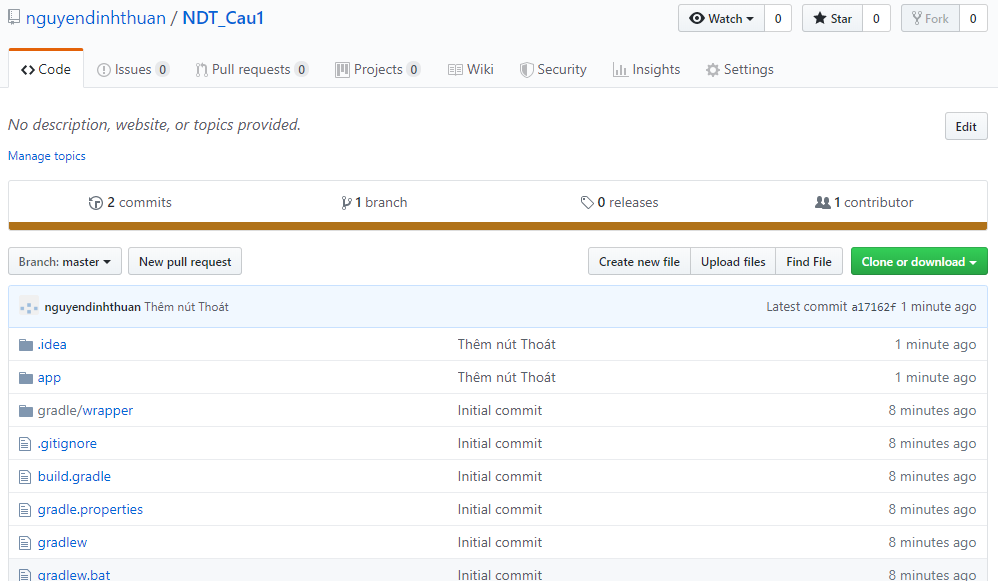 nguyendinhthuan / NDT_Cau1 Watch 0 Star 0 Fork 0
Code Issues 0 Pull requests 0 Projects 0 Wiki Security Insights Settings
No description, website, or topics provided. Edit
Manage topics
2 commits 1 branch 0 releases 1 contributor
Branch: master New pull request Create new file Upload files Find File Clone or download
nguyendinhthuan Thêm nút Thoát Latest commit a17162f 1 minute ago
.idea Thêm nút Thoát 1 minute ago
app Thêm nút Thoát 1 minute ago
gradle/wrapper Initial commit 8 minutes ago
.gitignore Initial commit 8 minutes ago
build.gradle Initial commit 8 minutes ago
gradle.properties Initial commit 8 minutes ago
gradlew Initial commit 8 minutes ago
gradlew.bat Initial commit 8 minutes ago